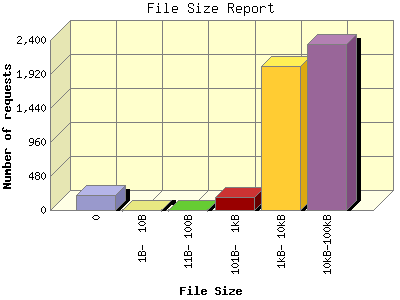 File Size Report
Number of requests
2,400
1,920
1,440
960
480
0
0
1B- 10B
11B- 100B
101B- 1kB
1kB- 10kB
10kB-100kB
File Size